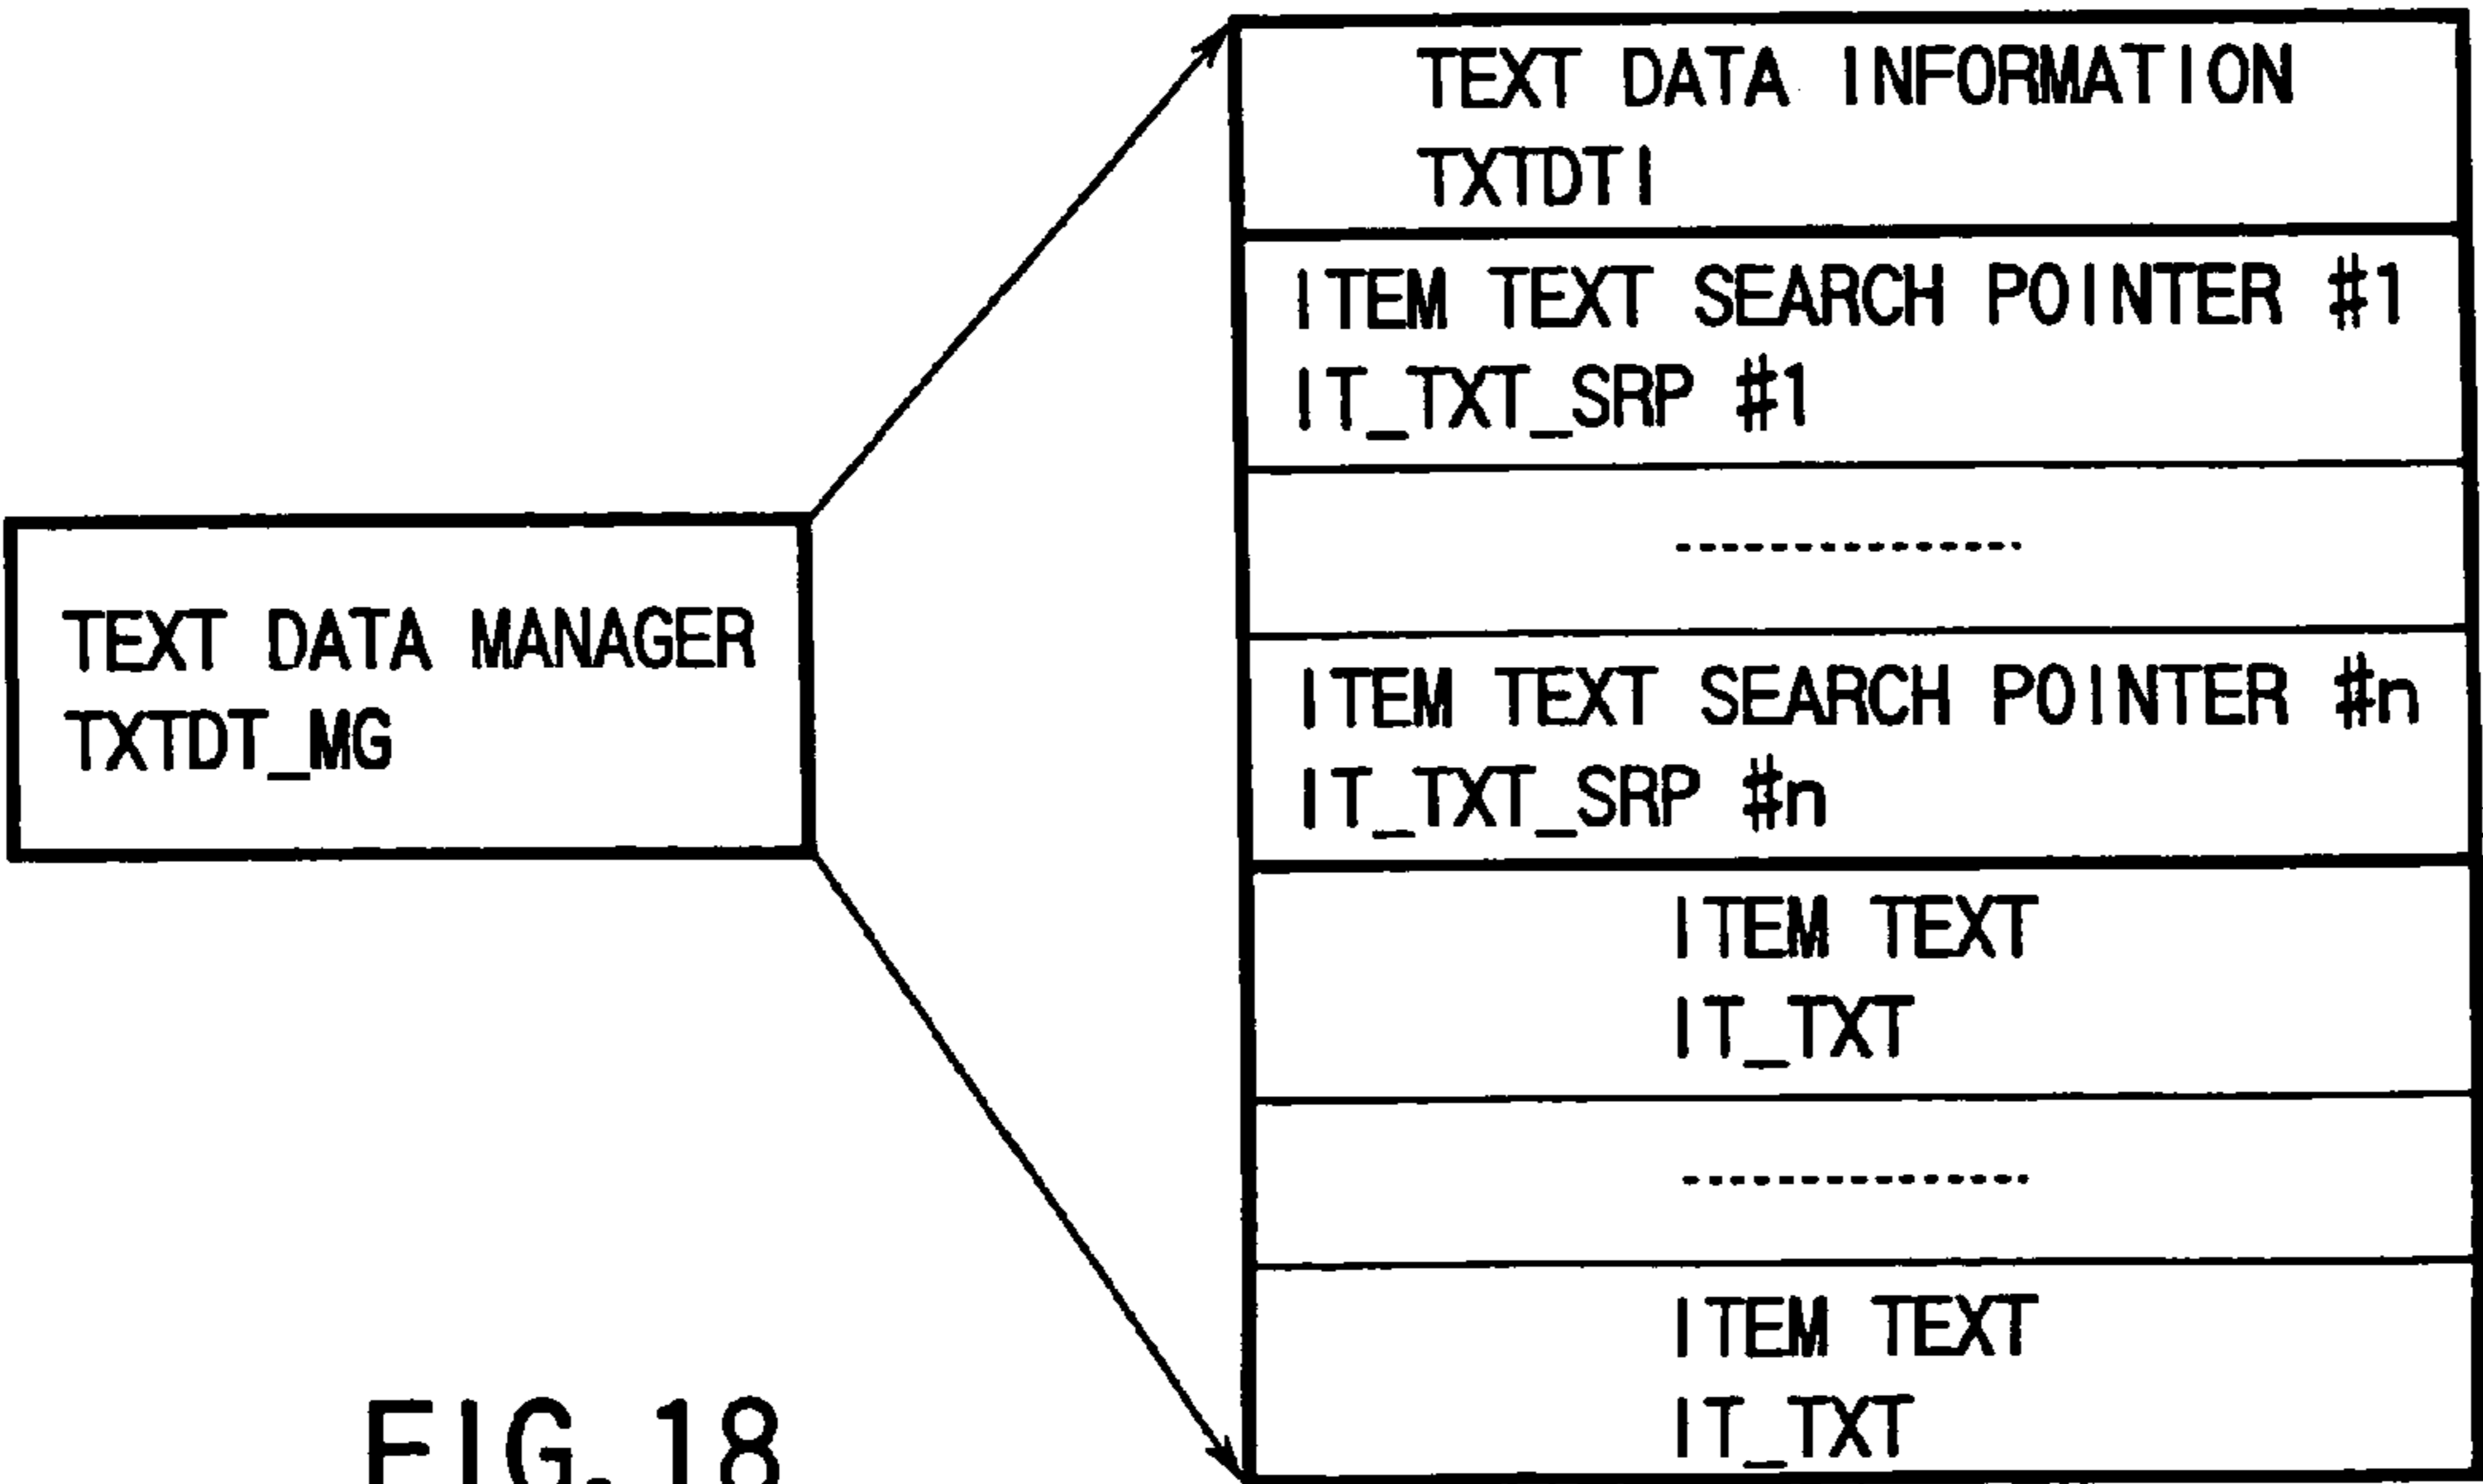 TEXT DATA MANAGER
TXTDT_MG
TEXT DATA INFORMATION
TXTDTI
ITEM TEXT SEARCH POINTER #1
IT_TXT_SRP #1
ITEM TEXT SEARCH POINTER #n
IT_TXT_SRP #n
ITEM TEXT
IT_TXT
ITEM TEXT
IT_TXT
FIG. 18